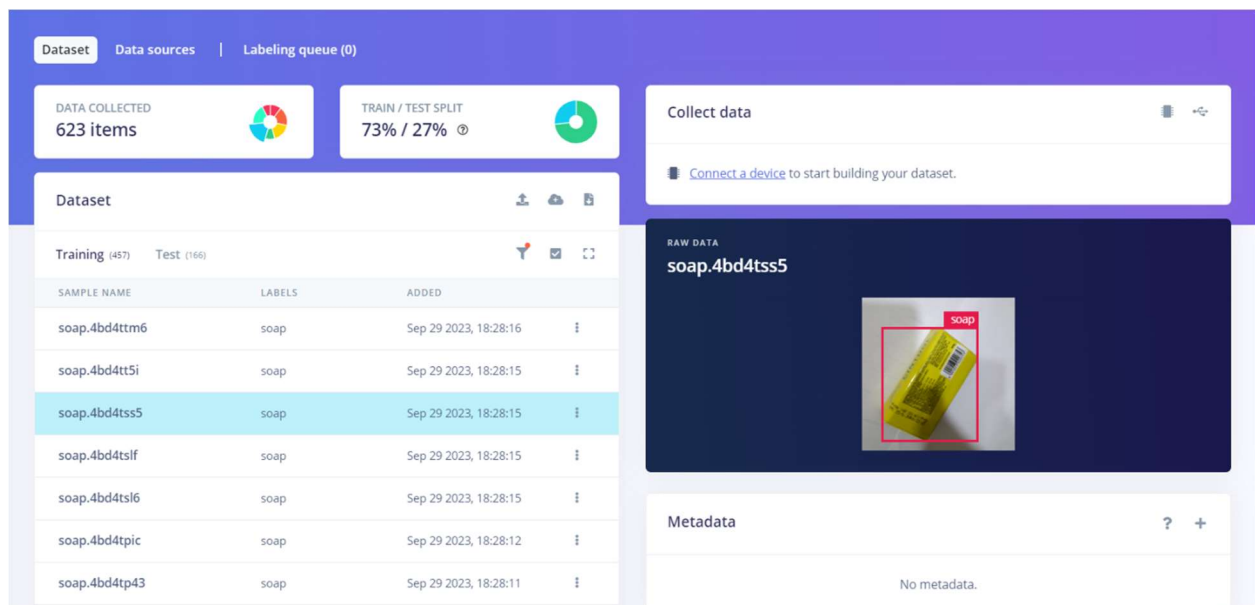 Dataset Data sources | Labeling queue (0)
DATA COLLECTED
623 items
TRAIN / TEST SPLIT
73% / 27% ?
Collect data
Connect a device to start building your dataset.
Dataset
Training (457) Test (166)
SAMPLE NAME LABELS ADDED
soap.4bd4ttm6 soap Sep 29 2023, 18:28:16
soap.4bd4tt5i soap Sep 29 2023, 18:28:15
soap.4bd4tss5 soap Sep 29 2023, 18:28:15
soap.4bd4tslf soap Sep 29 2023, 18:28:15
soap.4bd4tsl6 soap Sep 29 2023, 18:28:15
soap.4bd4tpic soap Sep 29 2023, 18:28:12
soap.4bd4tp43 soap Sep 29 2023, 18:28:11
RAW DATA
soap.4bd4tss5
soap
Metadata ? +
No metadata.